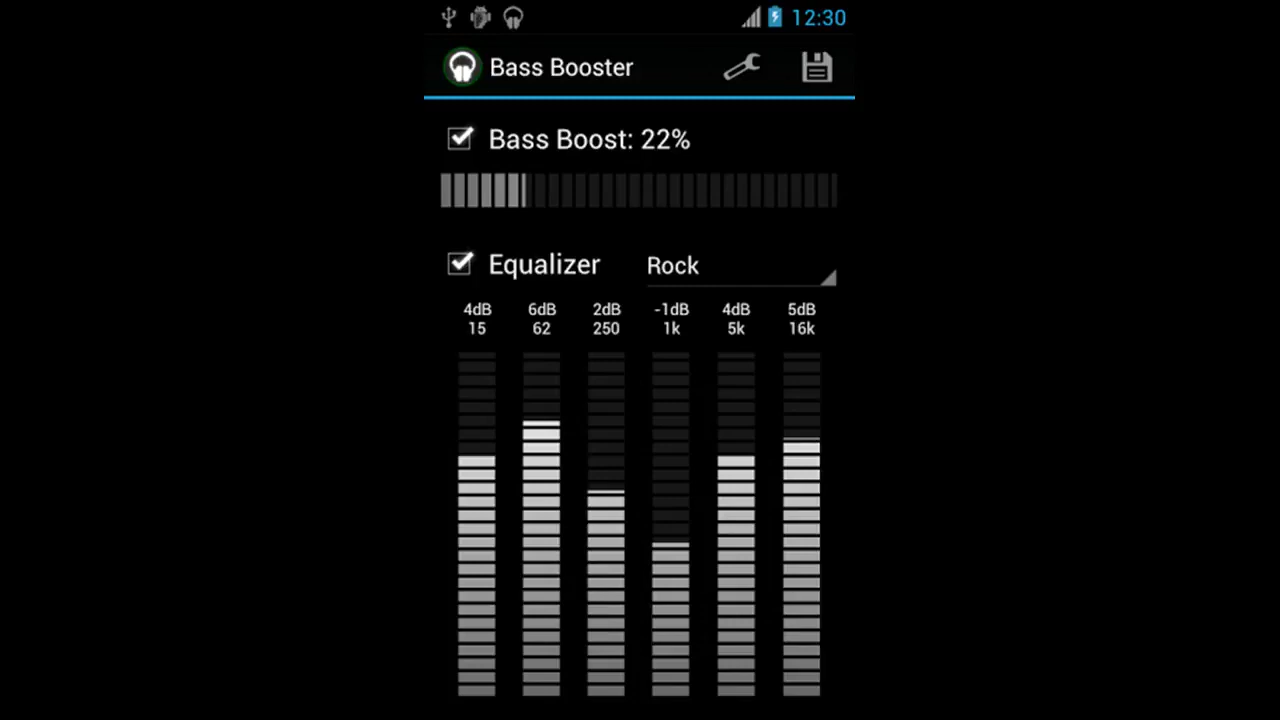 12:30
Bass Booster
Bass Boost: 22%
Equalizer Rock
4dB 6dB 2dB -1dB 4dB 5dB
15 62 250 1k 5k 16k